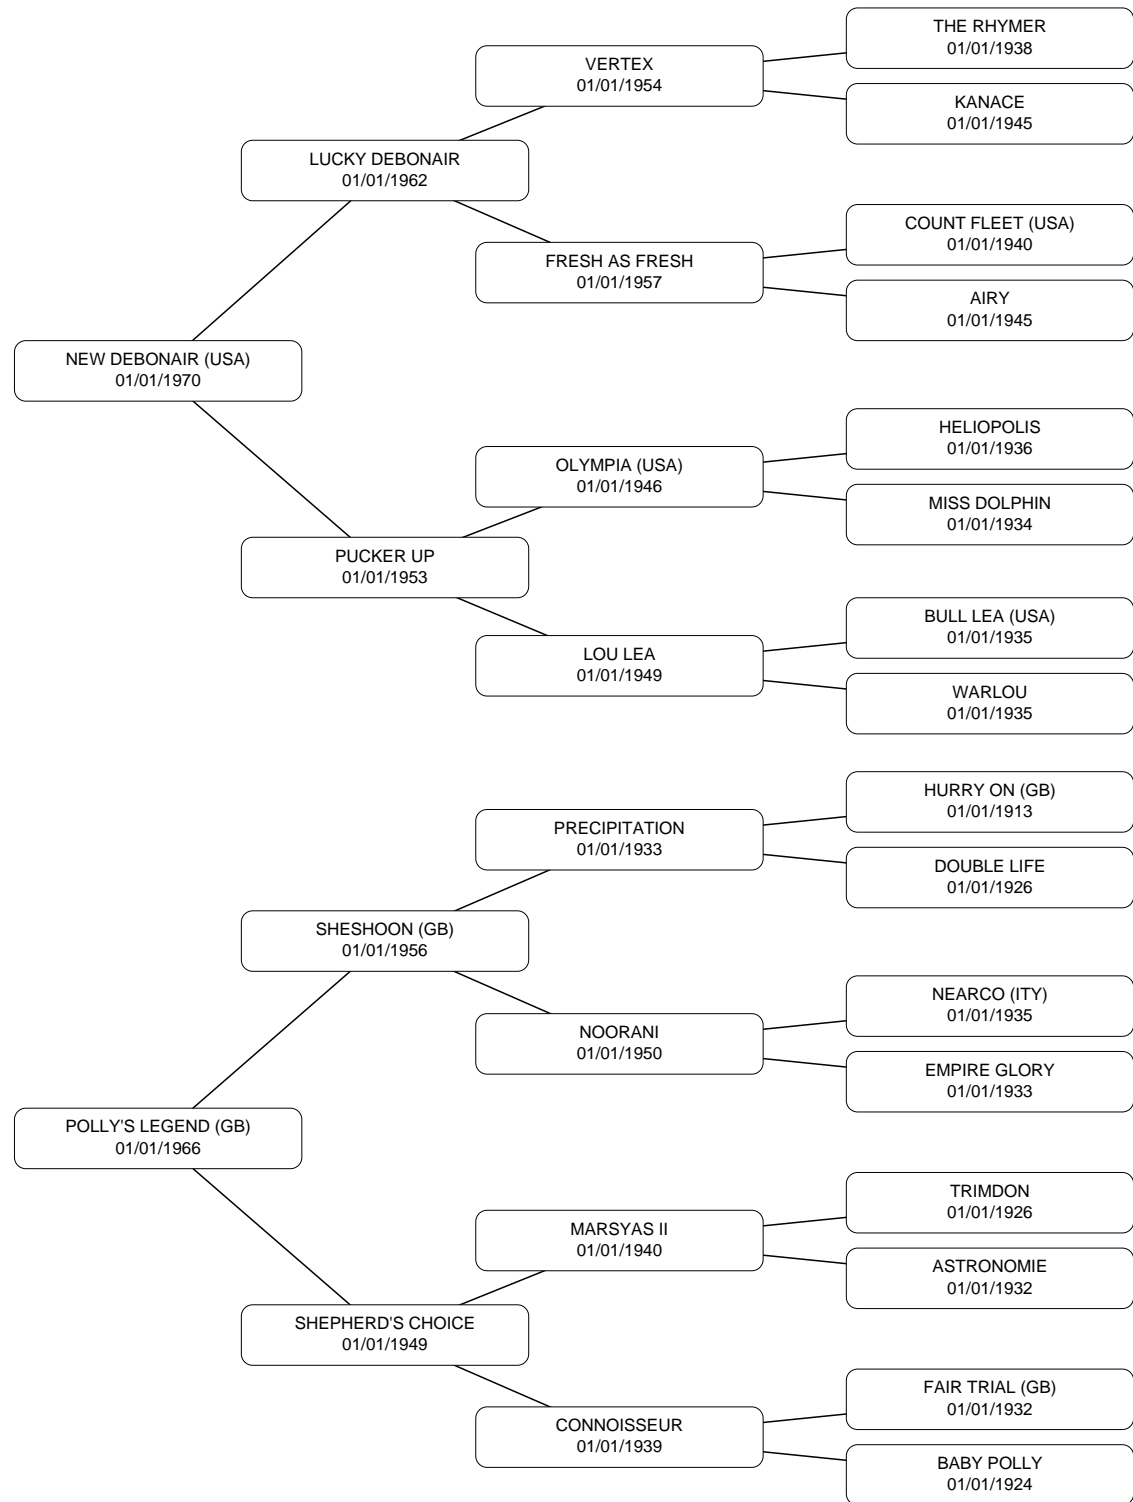 THE RHYMER
01/01/1938
VERTEX
01/01/1954
KANACE
01/01/1945
LUCKY DEBONAIR
01/01/1962
COUNT FLEET (USA)
01/01/1940
FRESH AS FRESH
01/01/1957
AIRY
01/01/1945
NEW DEBONAIR (USA)
01/01/1970
HELIOPOLIS
01/01/1936
OLYMPIA (USA)
01/01/1946
MISS DOLPHIN
01/01/1934
PUCKER UP
01/01/1953
BULL LEA (USA)
01/01/1935
LOU LEA
01/01/1949
WARLOU
01/01/1935
HURRY ON (GB)
01/01/1913
PRECIPITATION
01/01/1933
DOUBLE LIFE
01/01/1926
SHESHOON (GB)
01/01/1956
NEARCO (ITY)
01/01/1935
NOORANI
01/01/1950
EMPIRE GLORY
01/01/1933
POLLY'S LEGEND (GB)
01/01/1966
TRIMDON
01/01/1926
MARSYAS II
01/01/1940
ASTRONOMIE
01/01/1932
SHEPHERD'S CHOICE
01/01/1949
FAIR TRIAL (GB)
01/01/1932
CONNOISSEUR
01/01/1939
BABY POLLY
01/01/1924